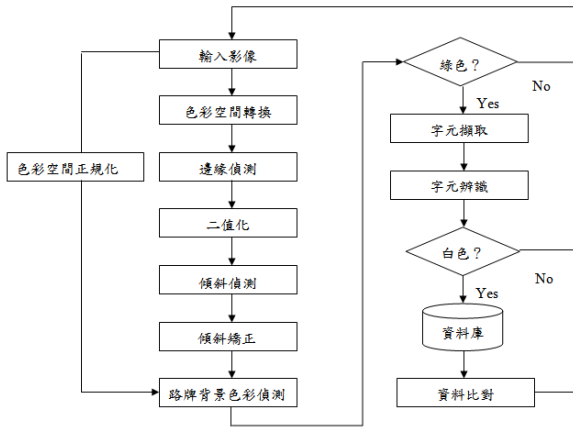 輸入影像
色彩空間轉換
色彩空間正規化
邊緣偵測
二值化
傾斜偵測
傾斜矯正
路牌背景色彩偵測
綠色？
No
Yes
字元擷取
字元辨識
白色？
No
Yes
資料庫
資料比對